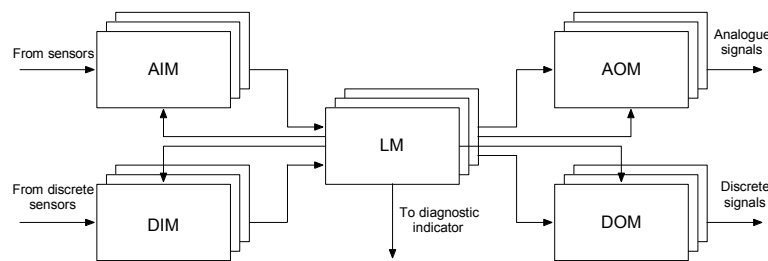 From sensors
AIM
AOM
Analogue
signals
LM
From discrete
sensors
DIM
To diagnostic
indicator
DOM
Discrete
signals